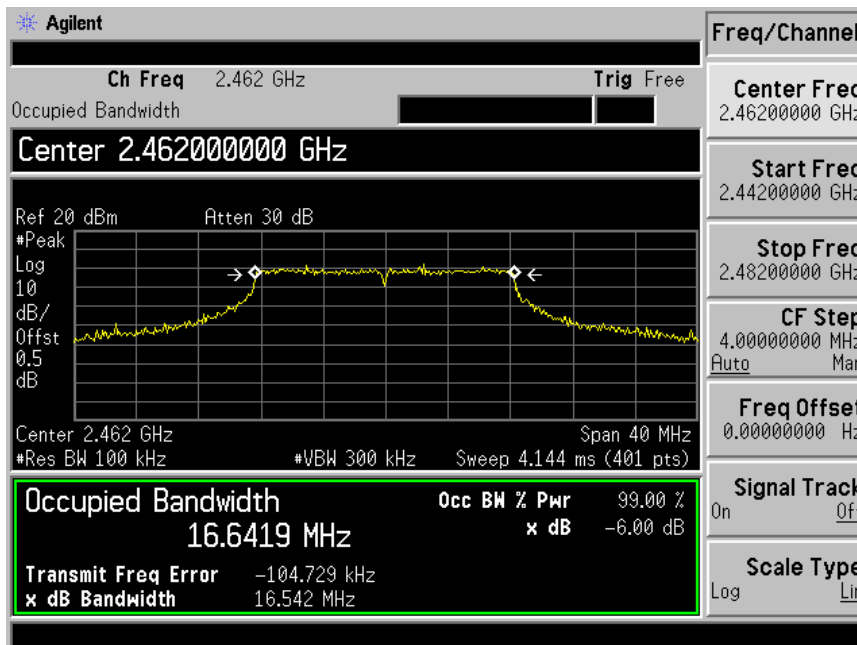 Agilent
Ch Freq 2.462 GHz Trig Free
Occupied Bandwidth
Center 2.462000000 GHz
Ref 20 dBm Atten 30 dB
#Peak
Log
10
dB/
Offst
0.5
dB
Center 2.462 GHz Span 40 MHz
#Res BW 100 kHz #VBW 300 kHz Sweep 4.144 ms (401 pts)
Occupied Bandwidth
16.6419 MHz
Occ BW % Pwr 99.00 %
x dB -6.00 dB
Transmit Freq Error -104.729 kHz
x dB Bandwidth 16.542 MHz
Freq/Channel
Center Freq
2.46200000 GHz
Start Freq
2.44200000 GHz
Stop Freq
2.48200000 GHz
CF Step
4.00000000 MHz
Auto Man
Freq Offset
0.00000000 Hz
Signal Track
On Off
Scale Type
Log Lin